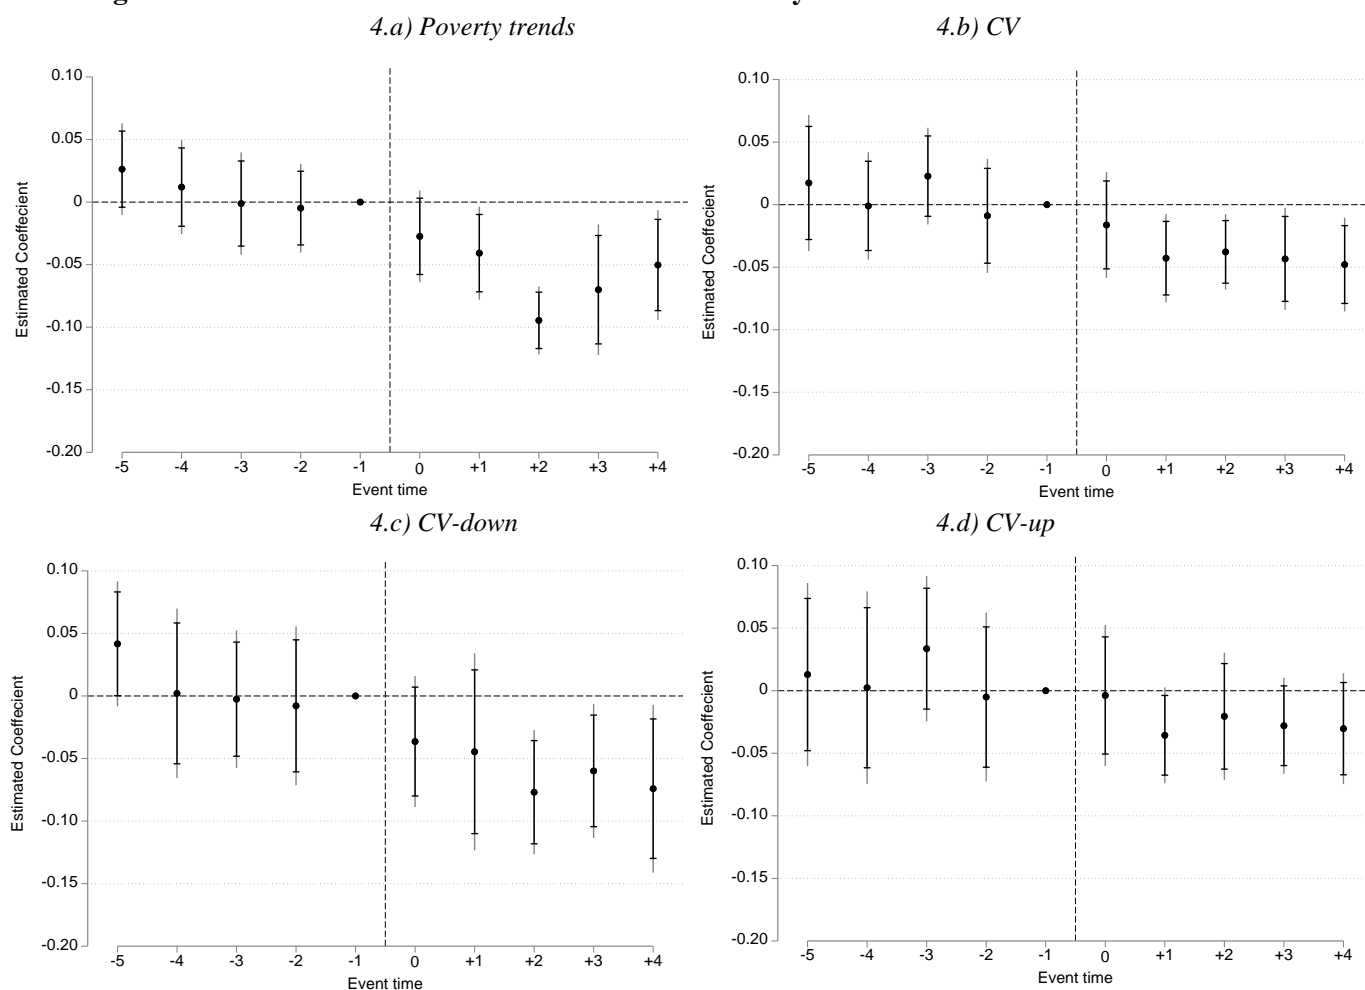 4.a) Poverty trends
4.b) CV
0.10
0.05
0
-0.05
-0.10
-0.15
-0.20
Estimated Coeffecient
-5 -4 -3 -2 -1 0 +1 +2 +3 +4
Event time
0.10
0.05
0
-0.05
-0.10
-0.15
-0.20
Estimated Coeffecient
-5 -4 -3 -2 -1 0 +1 +2 +3 +4
Event time
4.c) CV-down
4.d) CV-up
0.10
0.05
0
-0.05
-0.10
-0.15
-0.20
Estimated Coeffecient
-5 -4 -3 -2 -1 0 +1 +2 +3 +4
Event time
0.10
0.05
0
-0.05
-0.10
-0.15
-0.20
Estimated Coeffecient
-5 -4 -3 -2 -1 0 +1 +2 +3 +4
Event time